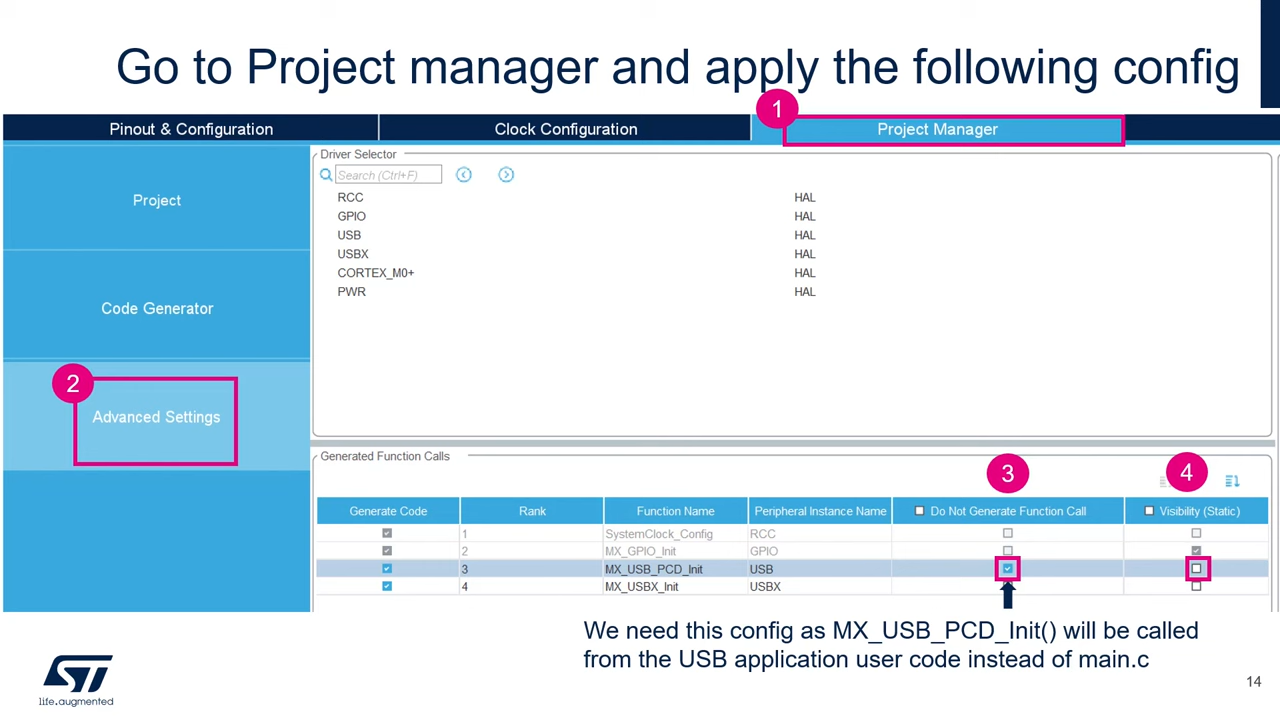 Go to Project manager and apply the following config
1
Pinout & Configuration
Clock Configuration
Project Manager
Driver Selector
Search (Ctrl+F)
RCC HAL
GPIO HAL
USB HAL
USBX HAL
CORTEX_M0+ HAL
PWR HAL
Project
Code Generator
2
Advanced Settings
Generated Function Calls
3
4
Generate Code Rank Function Name Peripheral Instance Name Do Not Generate Function Call Visibility (Static)
1 SystemClock_Config RCC
2 MX_GPIO_Init GPIO
3 MX_USB_PCD_Init USB
4 MX_USBX_Init USBX
We need this config as MX_USB_PCD_Init() will be called
from the USB application user code instead of main.c
ST
life.augmented
14